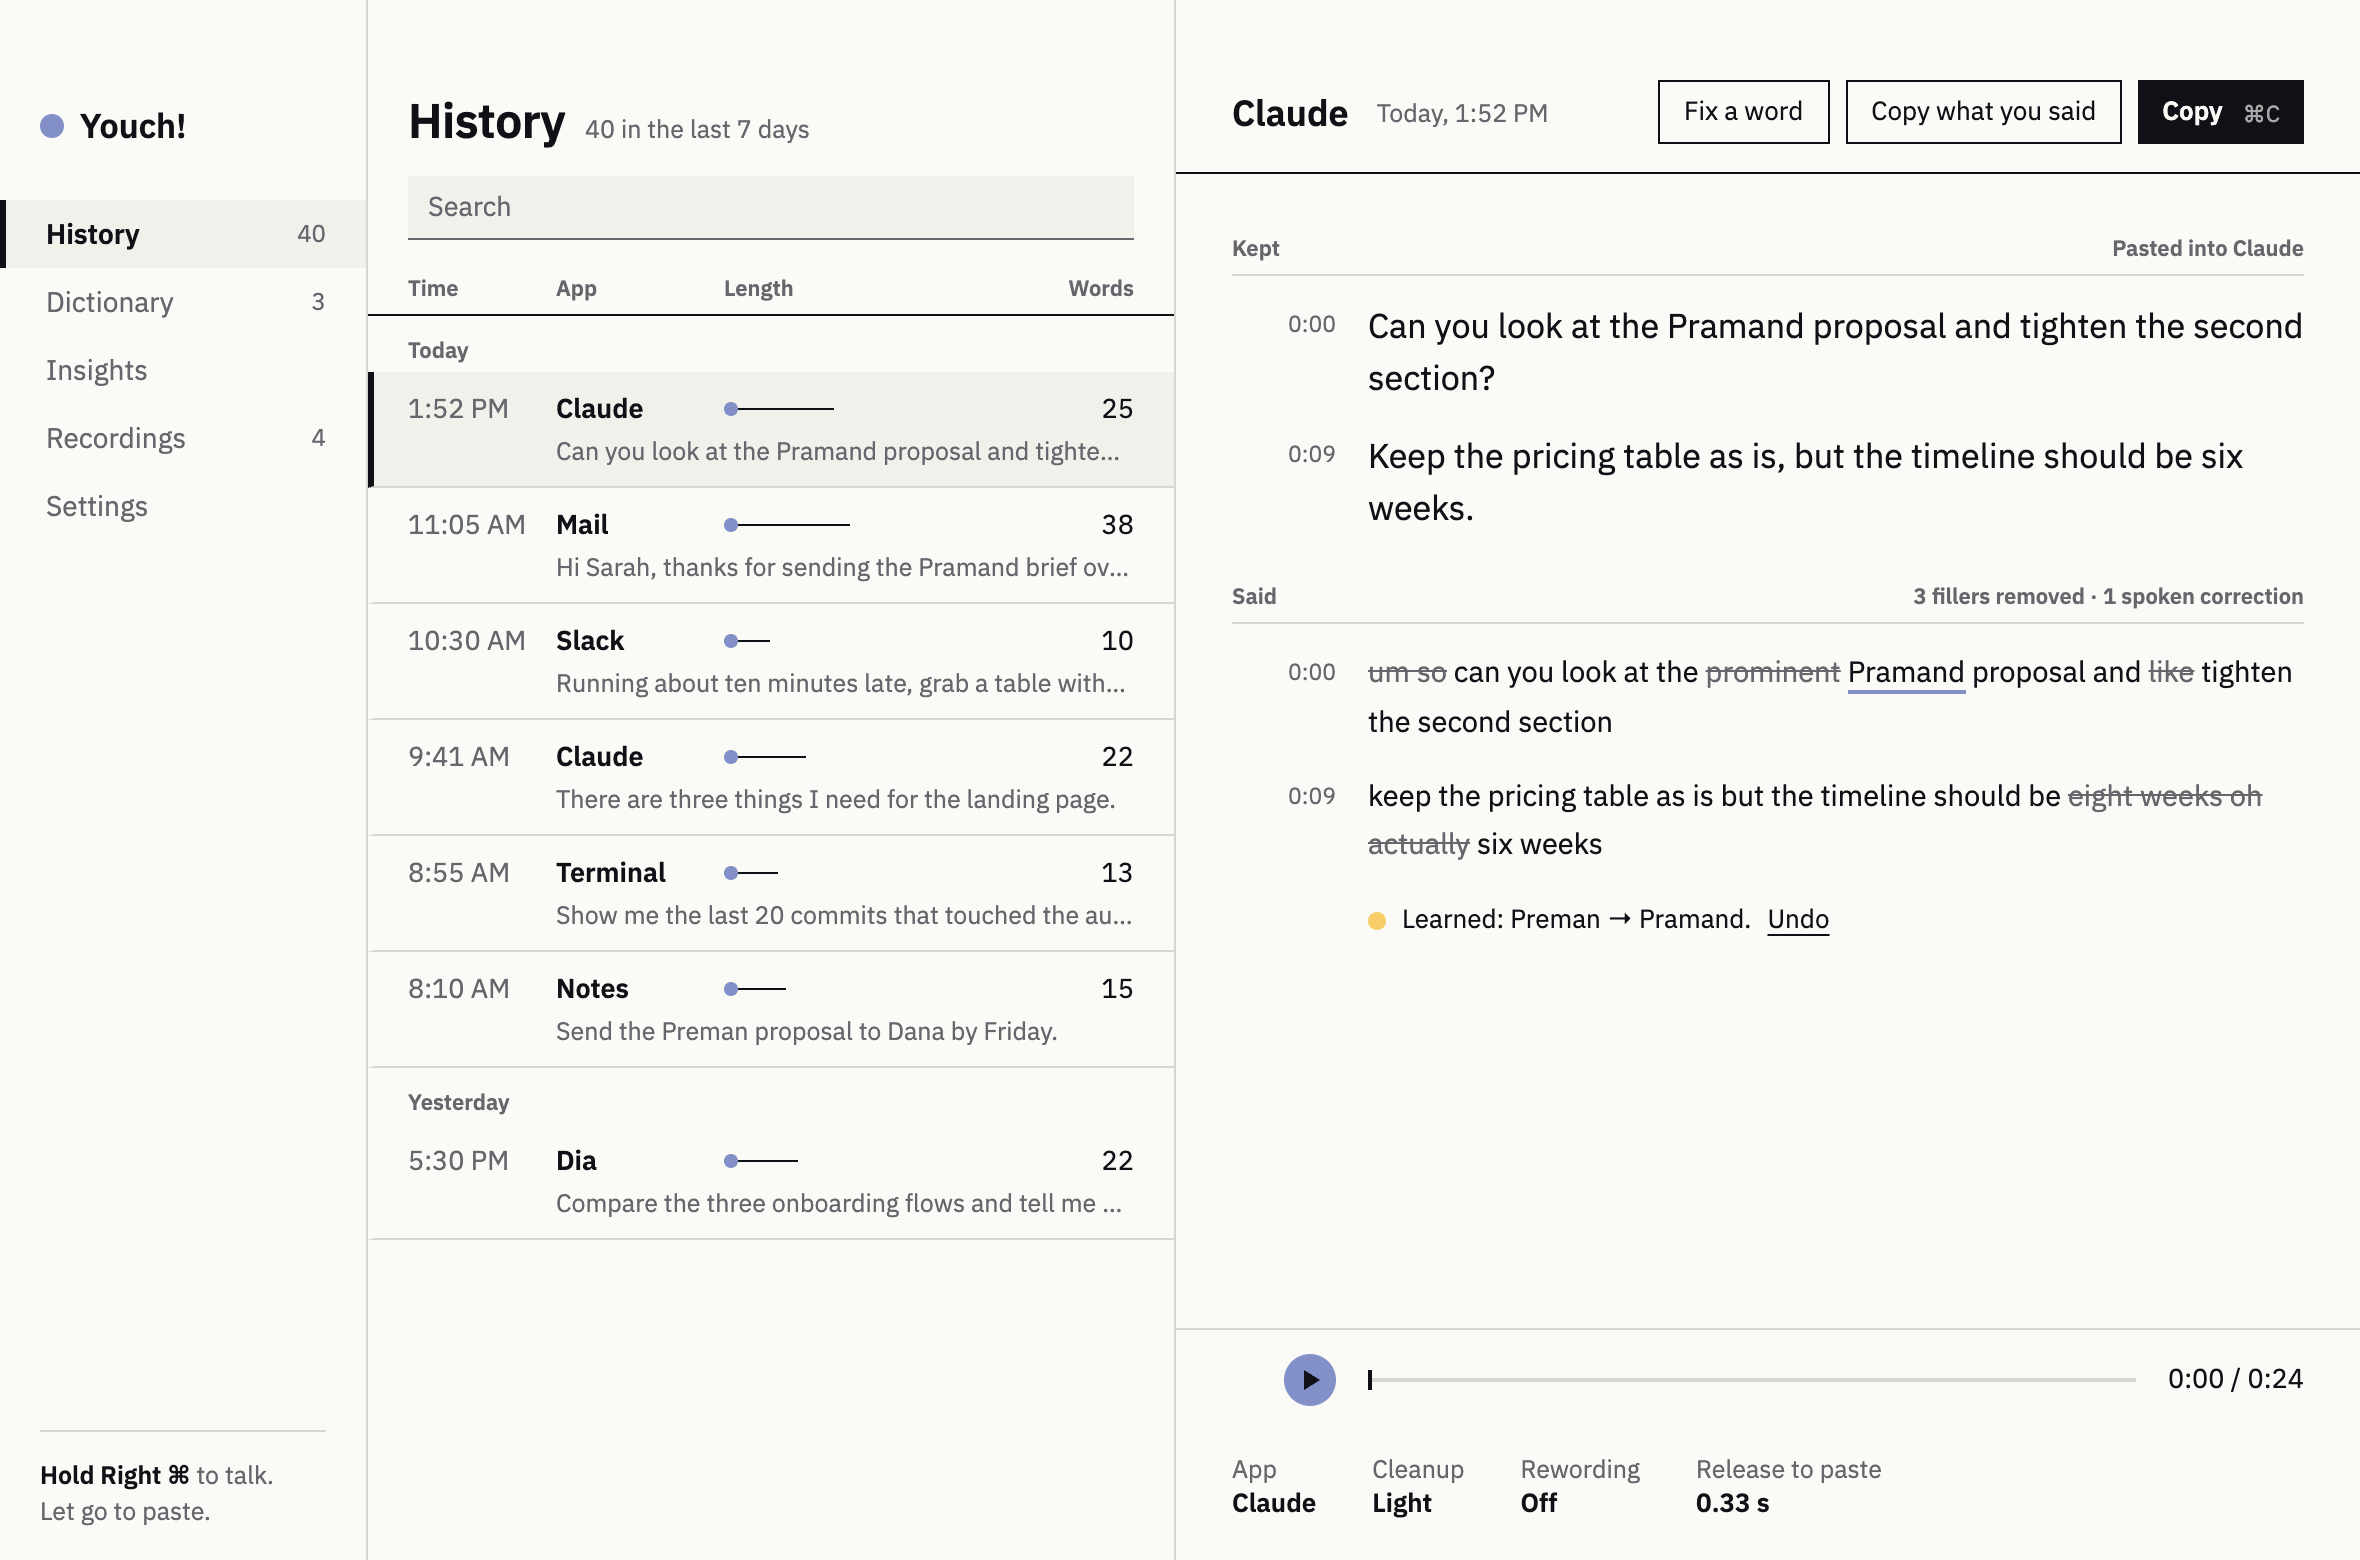 Youch!
History 40
Dictionary 3
Insights
Recordings 4
Settings
Hold Right ⌘ to talk.
Let go to paste.
History 40 in the last 7 days
Search
Time App Length Words
Today
1:52 PM Claude 25
Can you look at the Pramand proposal and tighte...
11:05 AM Mail 38
Hi Sarah, thanks for sending the Pramand brief ov...
10:30 AM Slack 10
Running about ten minutes late, grab a table with...
9:41 AM Claude 22
There are three things I need for the landing page.
8:55 AM Terminal 13
Show me the last 20 commits that touched the au...
8:10 AM Notes 15
Send the Preman proposal to Dana by Friday.
Yesterday
5:30 PM Dia 22
Compare the three onboarding flows and tell me ...
Claude Today, 1:52 PM Fix a word Copy what you said Copy ⌘C
Kept Pasted into Claude
0:00 Can you look at the Pramand proposal and tighten the second
section?
0:09 Keep the pricing table as is, but the timeline should be six
weeks.
Said 3 fillers removed · 1 spoken correction
0:00 um so can you look at the prominent Pramand proposal and like tighten
the second section
0:09 keep the pricing table as is but the timeline should be eight weeks oh
actually six weeks
Learned: Preman → Pramand. Undo
0:00 / 0:24
App Cleanup Rewording Release to paste
Claude Light Off 0.33 s